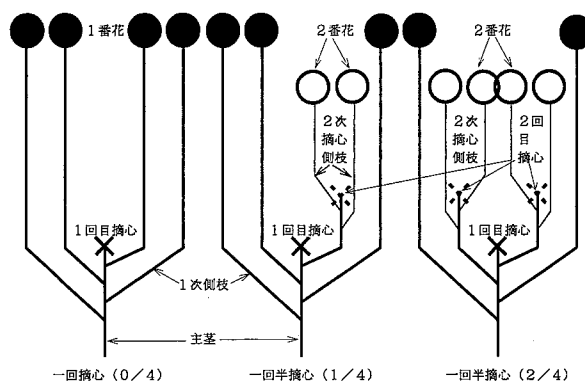 1番花
2番花
2番花
2次摘心側枝
2次摘心側枝
2回目摘心
1回目摘心
1回目摘心
1回目摘心
1次側枝
主茎
一回摘心(0/4)
一回半摘心(1/4)
一回半摘心(2/4)